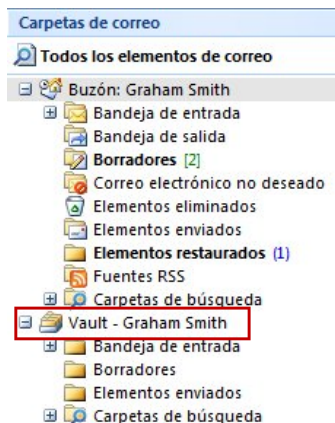 Carpetas de correo
Todos los elementos de correo
Buzón: Graham Smith
Bandeja de entrada
Bandeja de salida
Borradores [2]
Correo electrónico no deseado
Elementos eliminados
Elementos enviados
Elementos restaurados (1)
Fuentes RSS
Carpetas de búsqueda
Vault - Graham Smith
Bandeja de entrada
Borradores
Elementos enviados
Carpetas de búsqueda